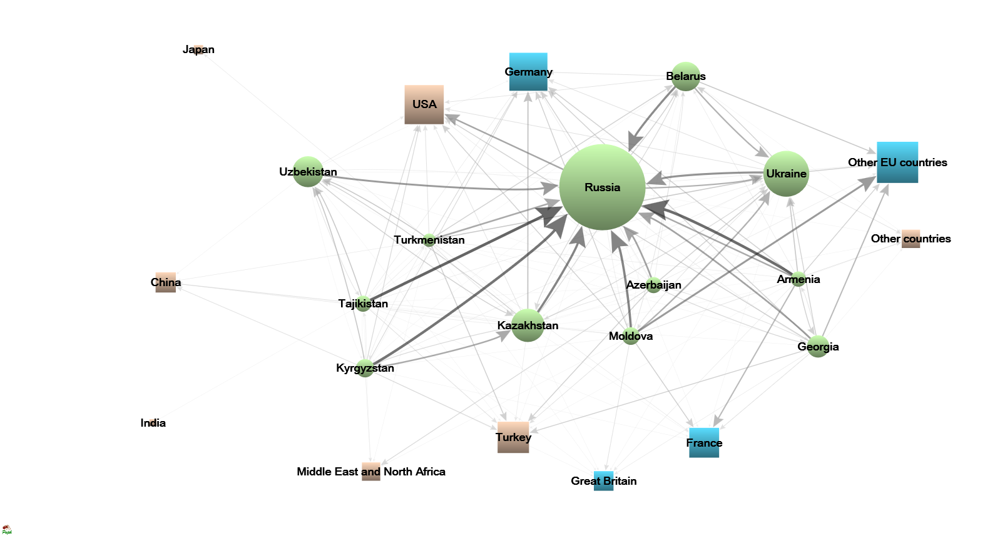 Japan
Germany
Belarus
USA
Other EU countries
Uzbekistan
Ukraine
Russia
Turkmenistan
Other countries
China
Armenia
Azerbaijan
Tajikistan
Kazakhstan
Moldova
Georgia
Kyrgyzstan
India
Turkey
France
Middle East and North Africa
Great Britain
Pajek